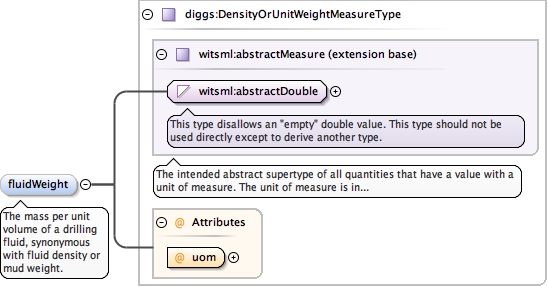 diggs:DensityOrUnitWeightMeasureType
witsml:abstractMeasure (extension base)
witsml:abstractDouble
This type disallows an "empty" double value. This type should not be
used directly except to derive another type.
The intended abstract supertype of all quantities that have a value with a
unit of measure. The unit of measure is in...
fluidWeight
The mass per unit
volume of a drilling
fluid, synonymous
with fluid density or
mud weight.
@ Attributes
@ uom